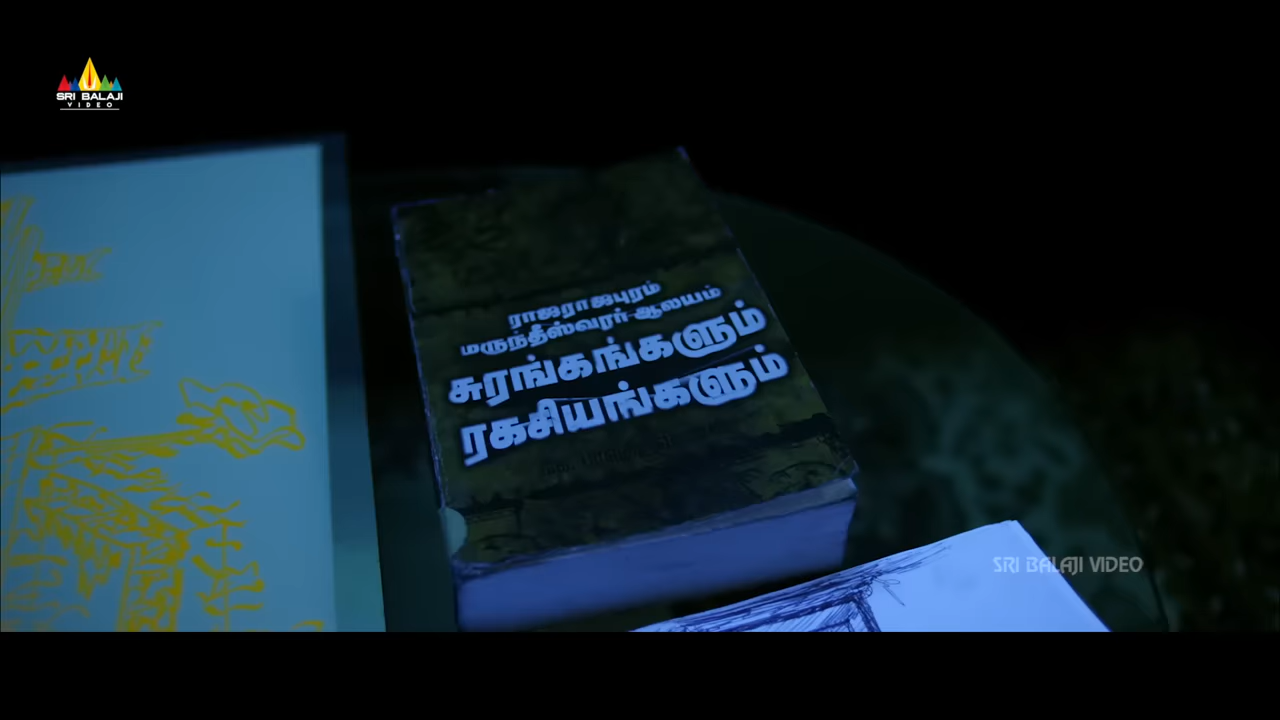 SRI BALAJI
VIDEO
ராஜராஜபுரம்
மருந்தீஸ்வரர் ஆலயம்
சுரங்கங்களும்
ரகசியங்களும்
SRI BALAJI VIDEO